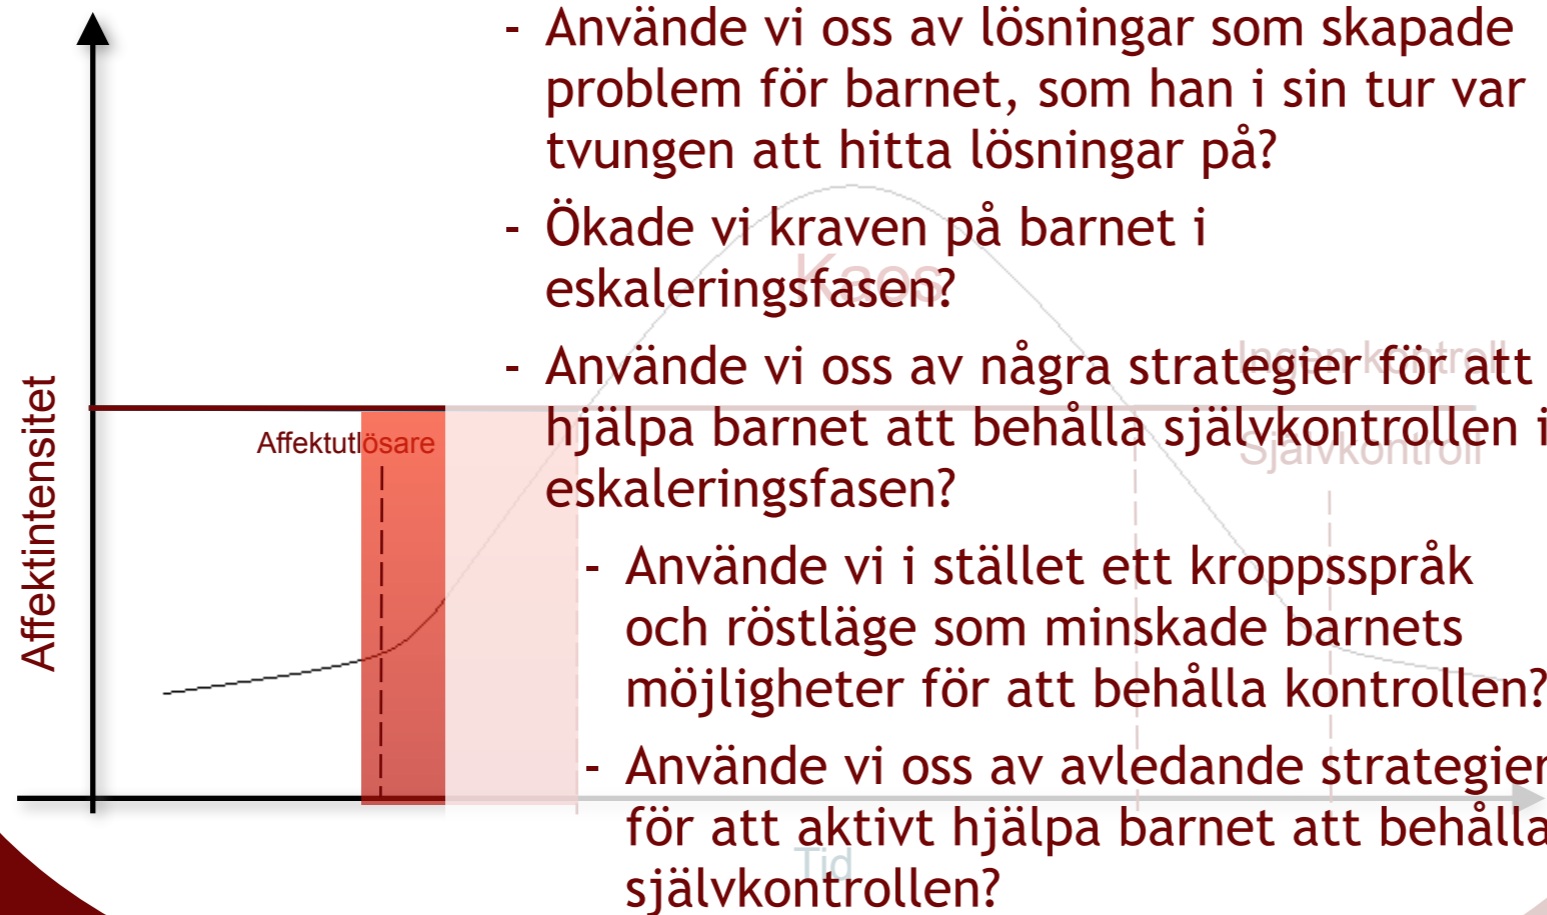 - Använde vi oss av lösningar som skapade
problem för barnet, som han i sin tur var
tvungen att hitta lösningar på?
- Ökade vi kraven på barnet i
eskaleringsfasen?
- Använde vi oss av några strategier för att
hjälpa barnet att behålla självkontrollen i
eskaleringsfasen?
- Använde vi i stället ett kroppsspråk
och röstläge som minskade barnets
möjligheter för att behålla kontrollen?
- Använde vi oss av avledande strategier
för att aktivt hjälpa barnet att behålla
självkontrollen?
Kaos
Ingen kontroll
Självkontroll
Affektutlösare
Affektintensitet
Tid